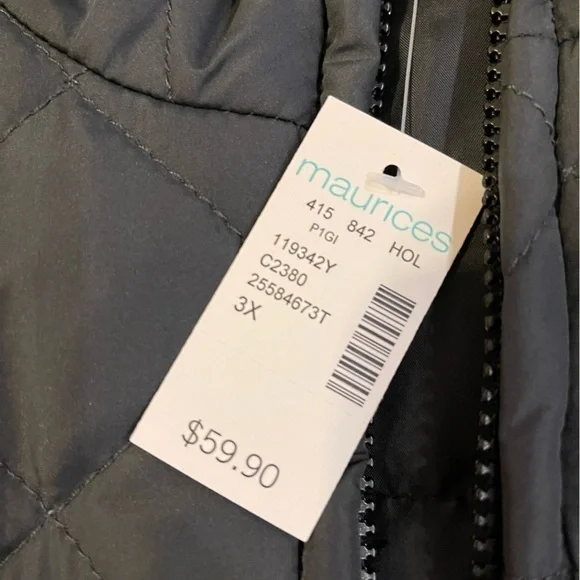 maurices
415 842 HOL
P1GI
119342Y
C2380
25584673T
3X
$59.90